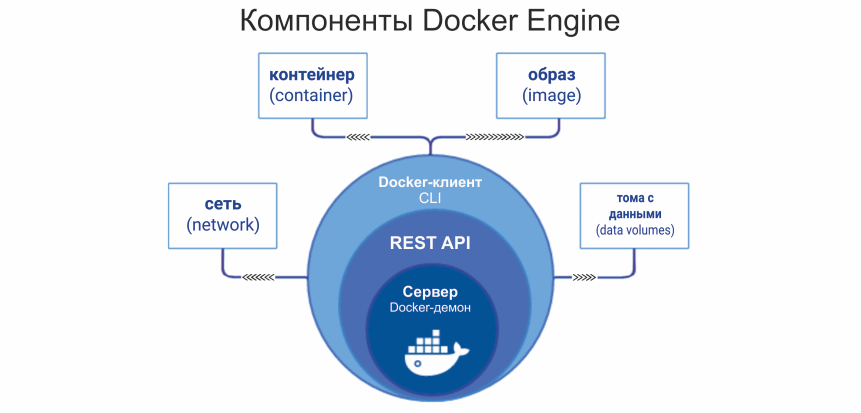 Компоненты Docker Engine
контейнер
(container)
образ
(image)
сеть
(network)
Docker-клиент
CLI
тома с
данными
(data volumes)
REST API
Сервер
Docker-демон